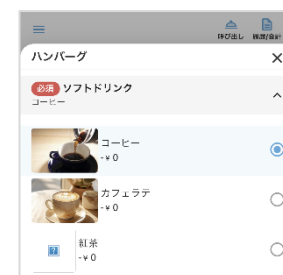 呼び出し 履歴/会計
ハンバーグ
必須 ソフトドリンク
コーヒー
コーヒー
-¥0
カフェラテ
-¥0
紅茶
-¥0